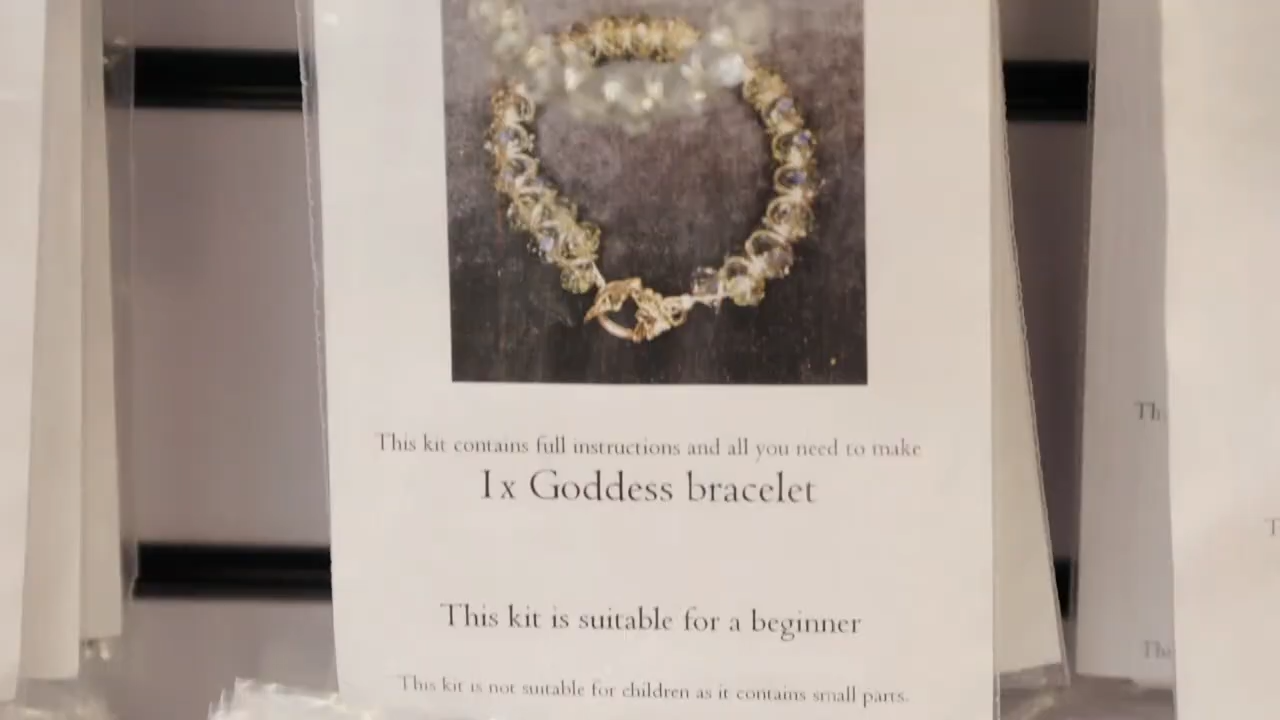 This kit contains full instructions and all you need to make
1x Goddess bracelet
This kit is suitable for a beginner
This kit is not suitable for children as it contains small parts.